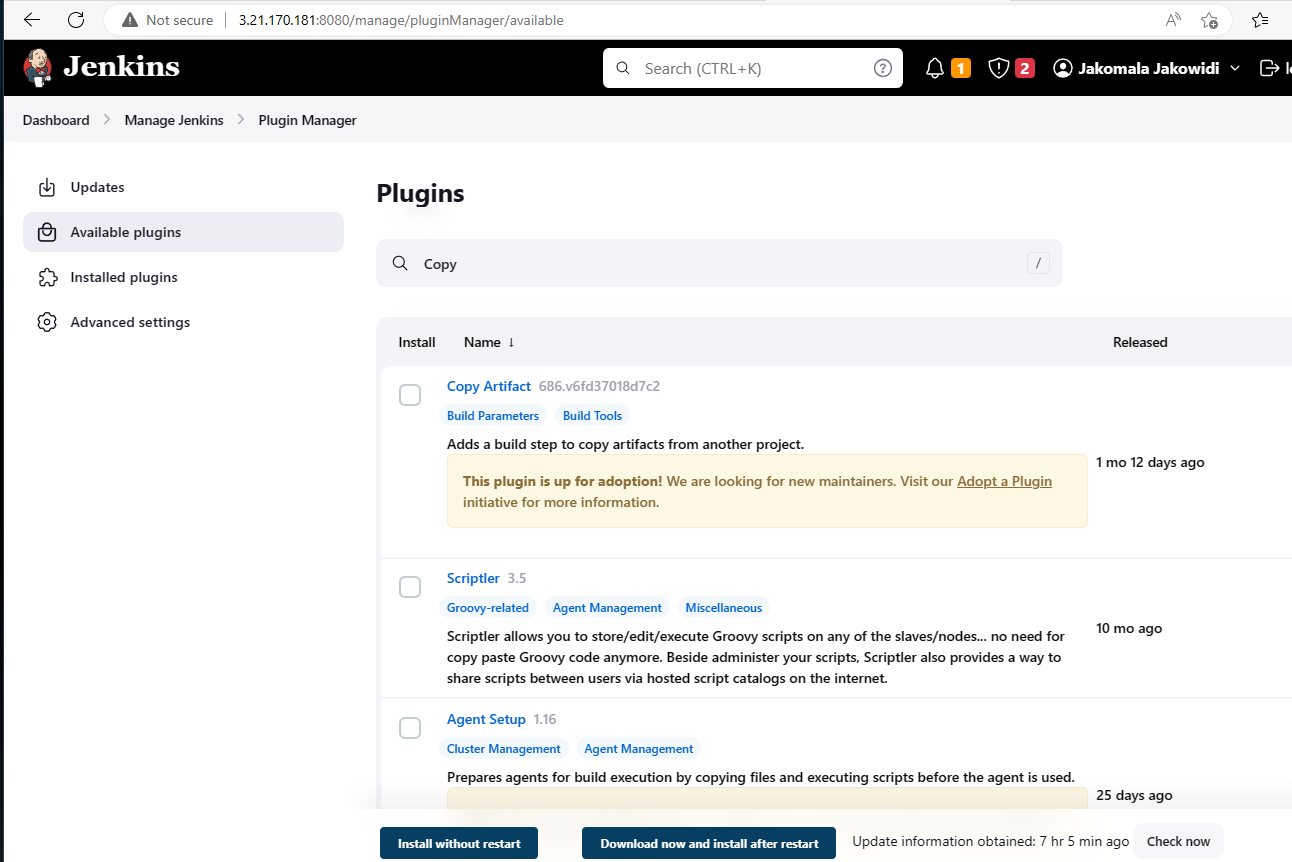 Not secure 3.21.170.181:8080/manage/pluginManager/available
Jenkins Search (CTRL+K) ? 1 2 Jakomala Jakowidi
Dashboard Manage Jenkins Plugin Manager
Updates
Available plugins
Installed plugins
Advanced settings
Plugins
Copy /
Install Name ↓ Released
Copy Artifact 686.v6fd37018d7c2
Build Parameters Build Tools
Adds a build step to copy artifacts from another project.
This plugin is up for adoption! We are looking for new maintainers. Visit our Adopt a Plugin
initiative for more information.
1 mo 12 days ago
Scriptler 3.5
Groovy-related Agent Management Miscellaneous
Scriptler allows you to store/edit/execute Groovy scripts on any of the slaves/nodes... no need for
copy paste Groovy code anymore. Beside administer your scripts, Scriptler also provides a way to
share scripts between users via hosted script catalogs on the internet.
10 mo ago
Agent Setup 1.16
Cluster Management Agent Management
Prepares agents for build execution by copying files and executing scripts before the agent is used.
25 days ago
Install without restart Download now and install after restart Update information obtained: 7 hr 5 min ago Check now